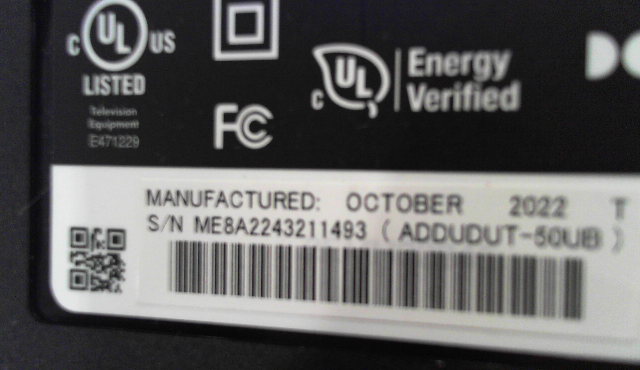 C UL US
LISTED
Television
Equipment
E471229
FC
C UL
Energy
Verified
MANUFACTURED: OCTOBER 2022 T
S/N ME8A2243211493 (ADDUDUT-50UB)